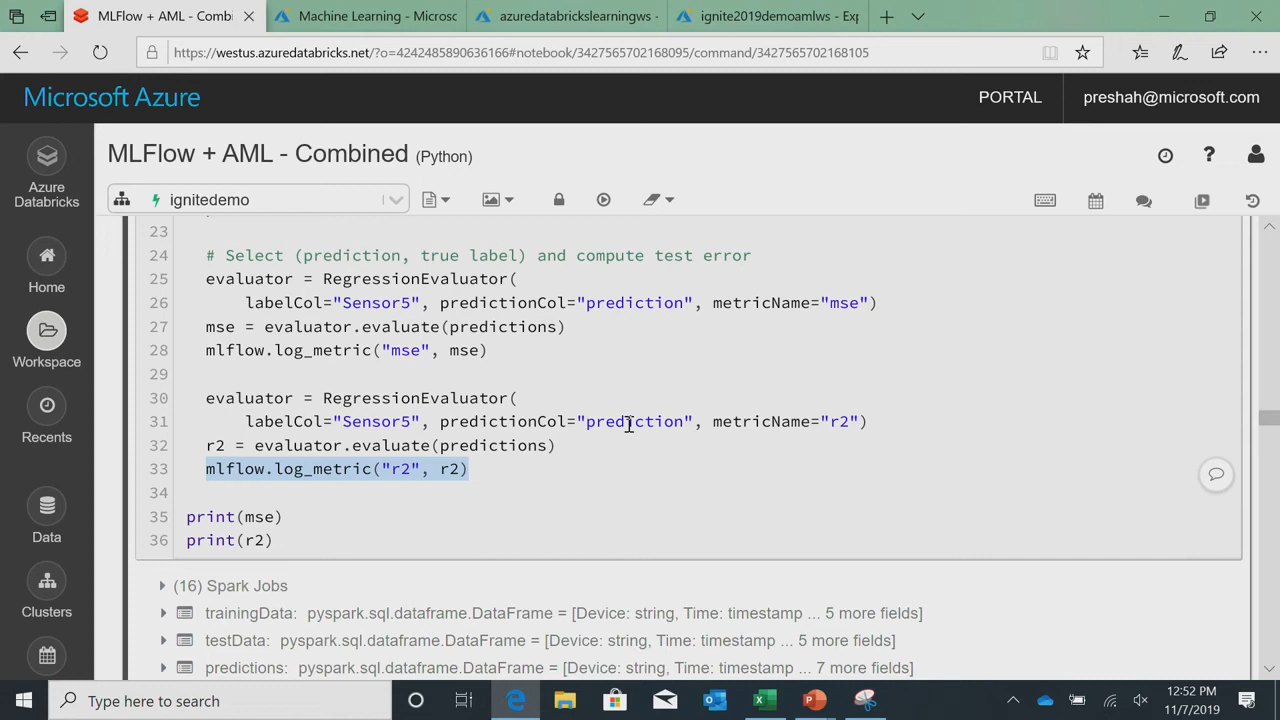 MLFlow + AML - Combi
Machine Learning - Microsc
azuredatabrickslearningws -
ignite2019demoamlws - Exp
https://westus.azuredatabricks.net/?o=4242485890636166#notebook/3427565702168095/command/3427565702168105
Microsoft Azure
PORTAL
preshah@microsoft.com
Azure Databricks
Home
Workspace
Recents
Data
Clusters
MLFlow + AML - Combined (Python)
ignitedemo
23
24 # Select (prediction, true label) and compute test error
25 evaluator = RegressionEvaluator(
26 labelCol="Sensor5", predictionCol="prediction", metricName="mse")
27 mse = evaluator.evaluate(predictions)
28 mlflow.log_metric("mse", mse)
29
30 evaluator = RegressionEvaluator(
31 labelCol="Sensor5", predictionCol="prediction", metricName="r2")
32 r2 = evaluator.evaluate(predictions)
33 mlflow.log_metric("r2", r2)
34
35 print(mse)
36 print(r2)
(16) Spark Jobs
trainingData: pyspark.sql.dataframe.DataFrame = [Device: string, Time: timestamp ... 5 more fields]
testData: pyspark.sql.dataframe.DataFrame = [Device: string, Time: timestamp ... 5 more fields]
predictions: pyspark.sql.dataframe.DataFrame = [Device: string, Time: timestamp ... 7 more fields]
Type here to search
12:52 PM
11/7/2019